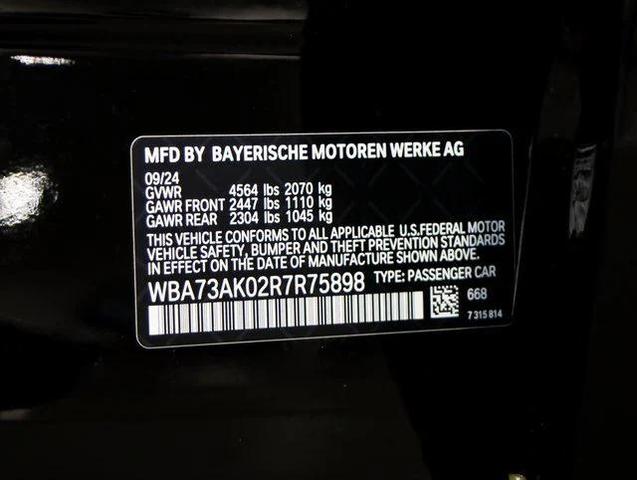 MFD BY BAYERISCHE MOTOREN WERKE AG
09/24
GVWR 4564 lbs 2070 kg
GAWR FRONT 2447 lbs 1110 kg
GAWR REAR 2304 lbs 1045 kg
THIS VEHICLE CONFORMS TO ALL APPLICABLE U.S.FEDERAL MOTOR
VEHICLE SAFETY, BUMPER AND THEFT PREVENTION STANDARDS
IN EFFECT ON THE DATE OF MANUFACTURE SHOWN ABOVE.
WBA73AK02R7R75898 TYPE: PASSENGER CAR
668
7 315 814